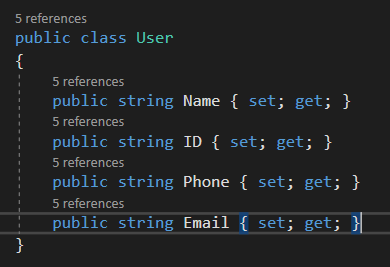 5 references
public class User
{
5 references
public string Name { set; get; }
5 references
public string ID { set; get; }
5 references
public string Phone { set; get; }
5 references
public string Email { set; get; }
}